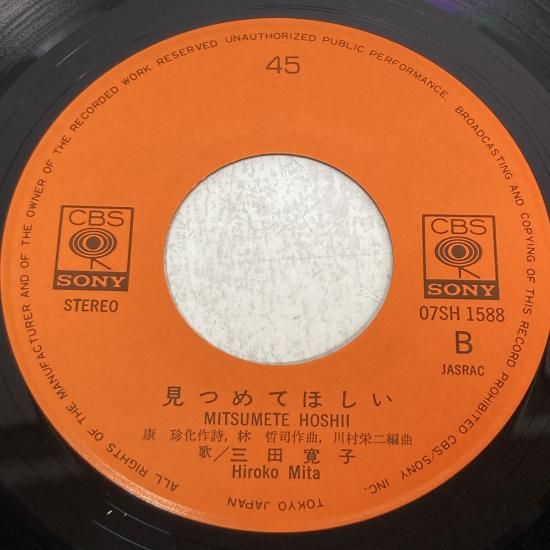 ALL RIGHTS OF THE MANUFACTURER AND OF THE OWNER OF THE RECORDED WORK RESERVED UNAUTHORIZED PUBLIC PERFORMANCE BROADCASTING AND COPYING OF THIS RECORD PROHIBITED CBS/SONY INC. TOKYO JAPAN
45
CBS
SONY
STEREO
CBS
SONY
07SH 1588
B
JASRAC
見つめてほしい
MITSUMETE HOSHII
康 珍化作詩, 林 哲司作曲, 川村栄二編曲
歌/三田寛子
Hiroko Mita